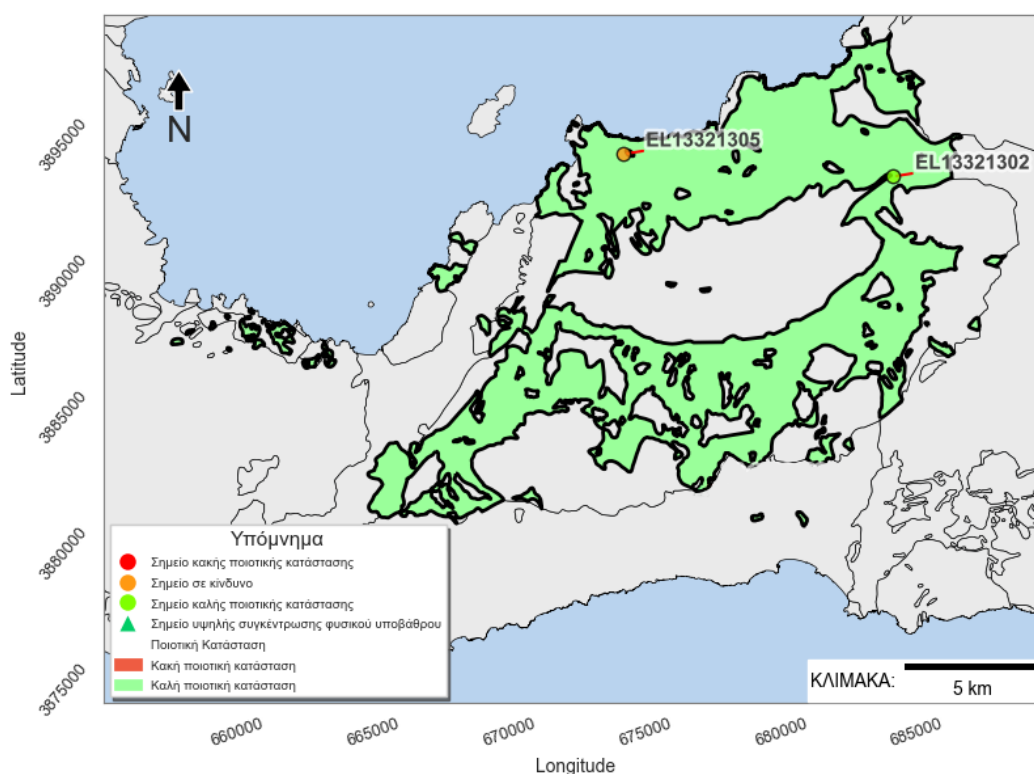 N
EL13321305
EL13321302
3895000
3890000
3885000
3880000
3875000
Latitude
Υπόμνημα
Σημείο κακής ποιοτικής κατάστασης
Σημείο σε κίνδυνο
Σημείο καλής ποιοτικής κατάστασης
Σημείο υψηλής συγκέντρωσης φυσικού υποβάθρου
Ποιοτική Κατάσταση
Κακή ποιοτική κατάσταση
Καλή ποιοτική κατάσταση
ΚΛΙΜΑΚΑ:
5 km
660000
665000
670000
675000
680000
685000
Longitude